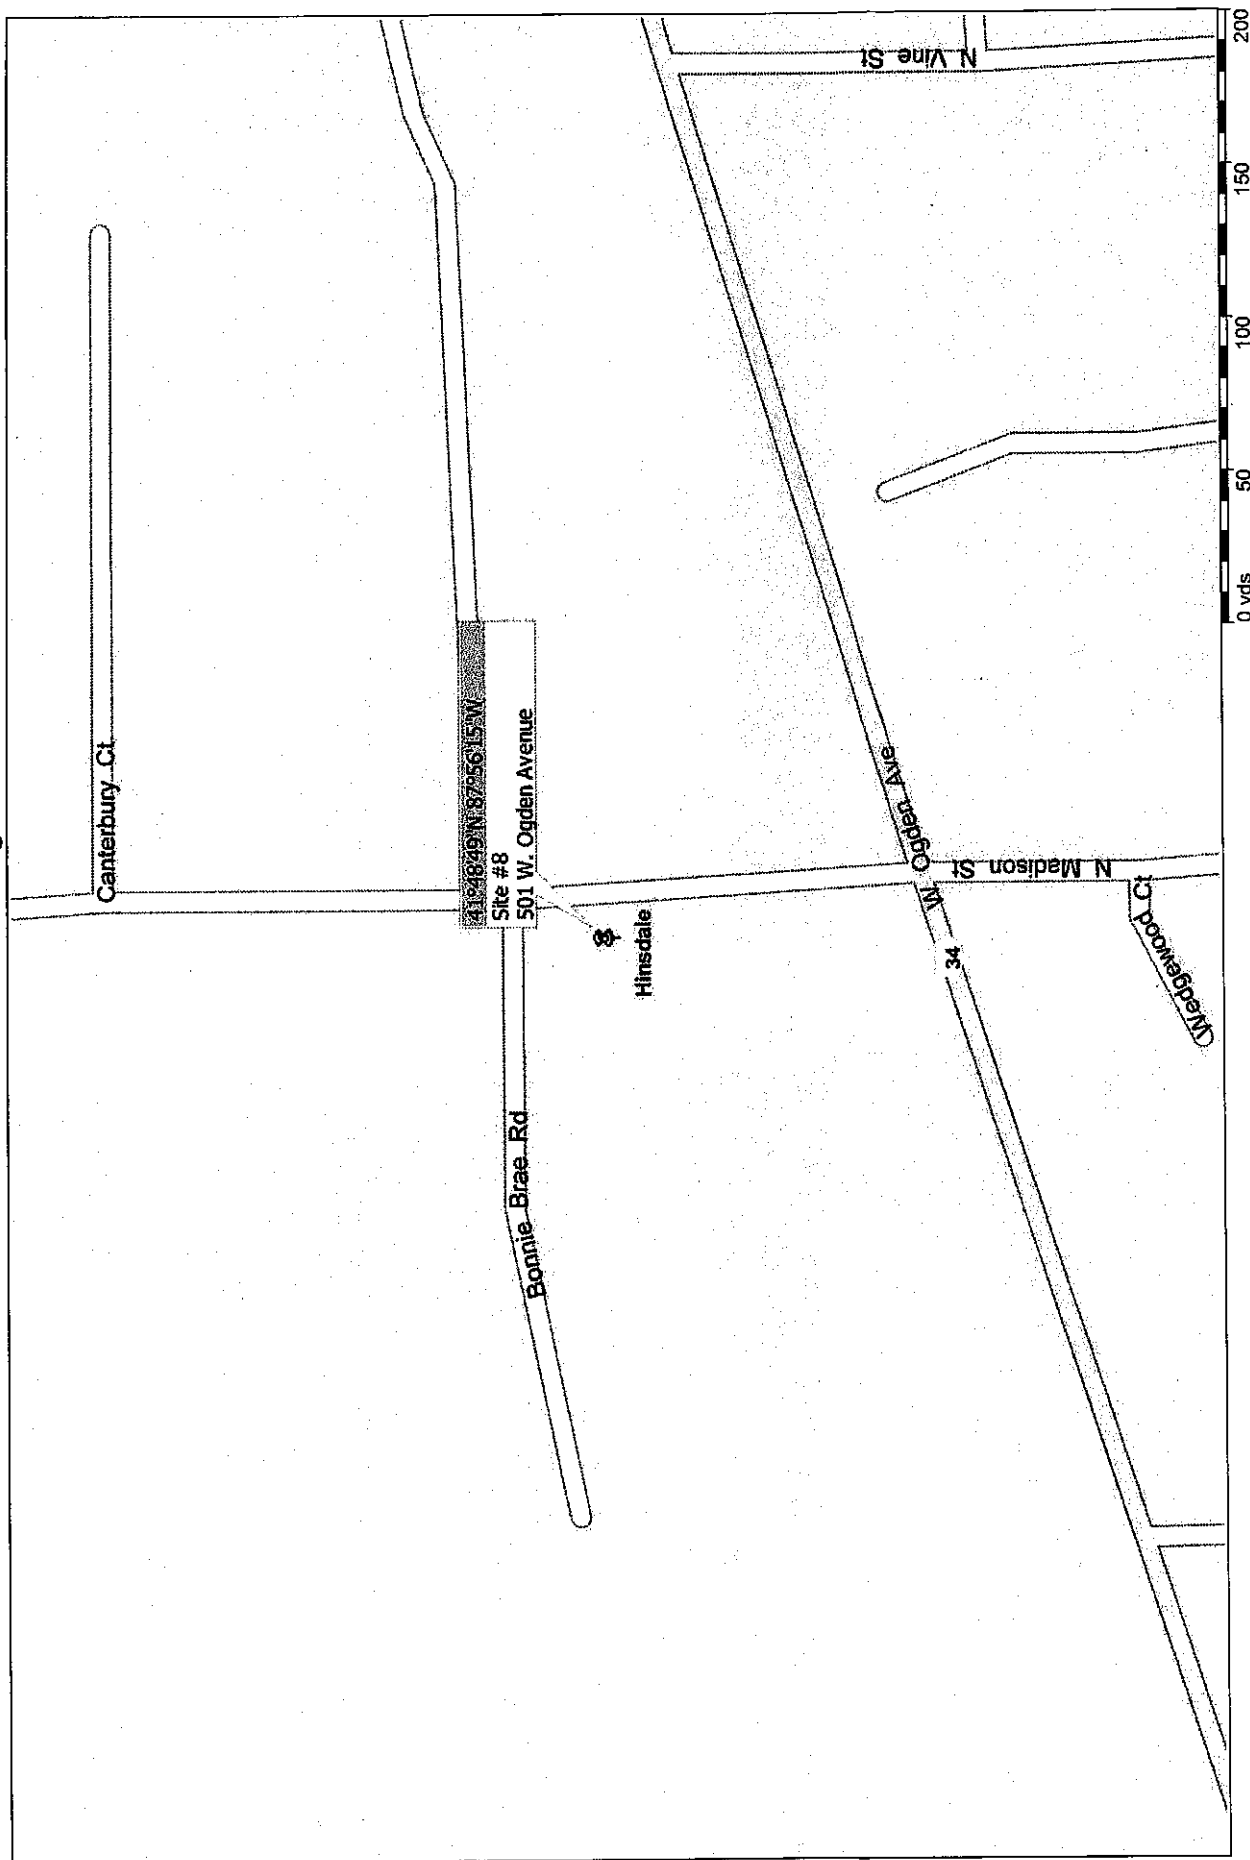 Canterbury Ct
41°48'49"N 87°56'15"W
Site #8
501 W. Ogden Avenue
Bonnie Brae Rd
Hinsdale
W Ogden Ave
34
N Madison St
Wedgewood Ct
N Vine St
0 yds 50 100 150 200